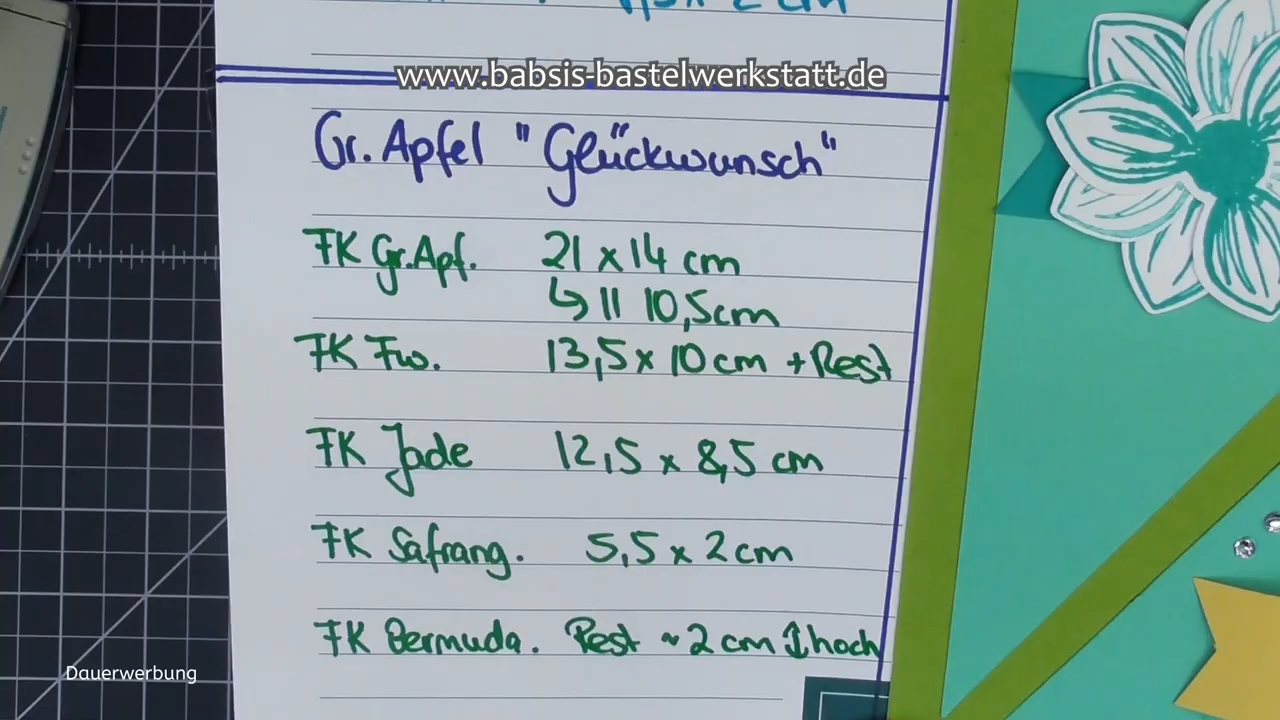 x 2 cm
www.babsis-bastelwerkstatt.de
Gr. Apfel "Glückwunsch"
FK Gr.Apf. 21 x 14 cm
↳ || 10,5cm
FK Fw. 13,5 x 10 cm + Rest
FK Jade 12,5 x 8,5 cm
FK Safrang. 5,5 x 2 cm
FK Bermuda. Rest ~ 2 cm ↕ hoch
Dauerwerbung